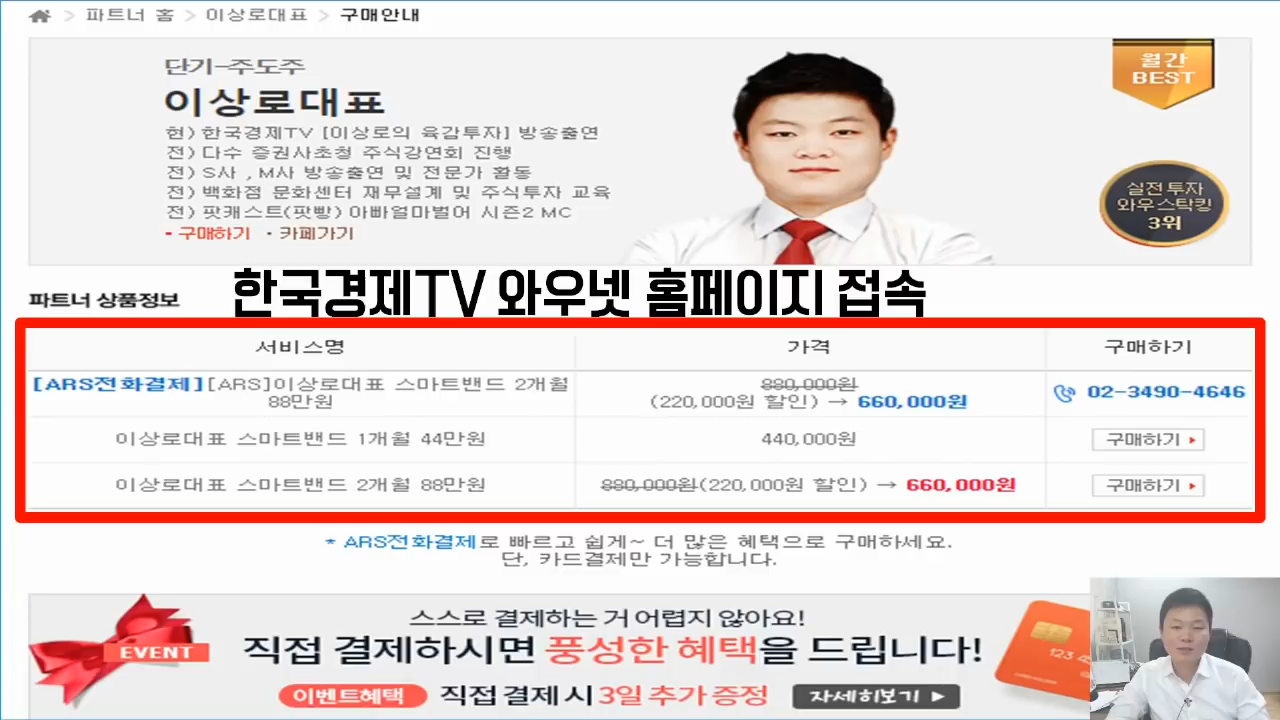 파트너 홈 > 이상로대표 > 구매안내
단기-주도주
이상로대표
현) 한국경제TV [이상로의 육감투자] 방송출연
전) 다수 증권사초청 주식강연회 진행
전) S사 , M사 방송출연 및 전문가 활동
전) 백화점 문화센터 재무설계 및 주식투자 교육
전) 팟캐스트(팟빵) 아빠얼마벌어 시즌2 MC
- 구매하기 · 카페가기
월간
BEST
실전투자
와우스탁킹
3위
파트너 상품정보
한국경제TV 와우넷 홈페이지 접속
서비스명 가격 구매하기
[ARS전화결제][ARS]이상로대표 스마트밴드 2개월
88만원
880,000원
(220,000원 할인) → 660,000원
02-3490-4646
이상로대표 스마트밴드 1개월 44만원 440,000원 구매하기
이상로대표 스마트밴드 2개월 88만원 880,000원(220,000원 할인) → 660,000원 구매하기
* ARS전화결제로 빠르고 쉽게~ 더 많은 혜택으로 구매하세요.
단, 카드결제만 가능합니다.
EVENT
스스로 결제하는 거 어렵지 않아요!
직접 결제하시면 풍성한 혜택을 드립니다!
이벤트혜택 직접 결제 시 3일 추가 증정 자세히보기 ▶